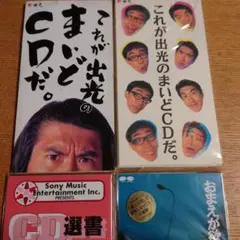 これが出光の
まいど
CDだ。
これが出光のまいどCDだ。
Sony Music
Entertainment Inc.
PRESENTS
CD選書
おまえが